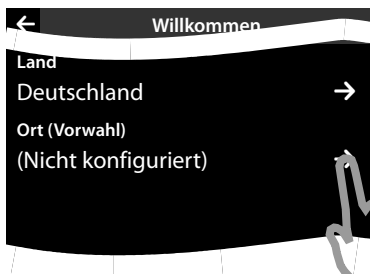 Willkommen
Land
Deutschland
Ort (Vorwahl)
(Nicht konfiguriert)